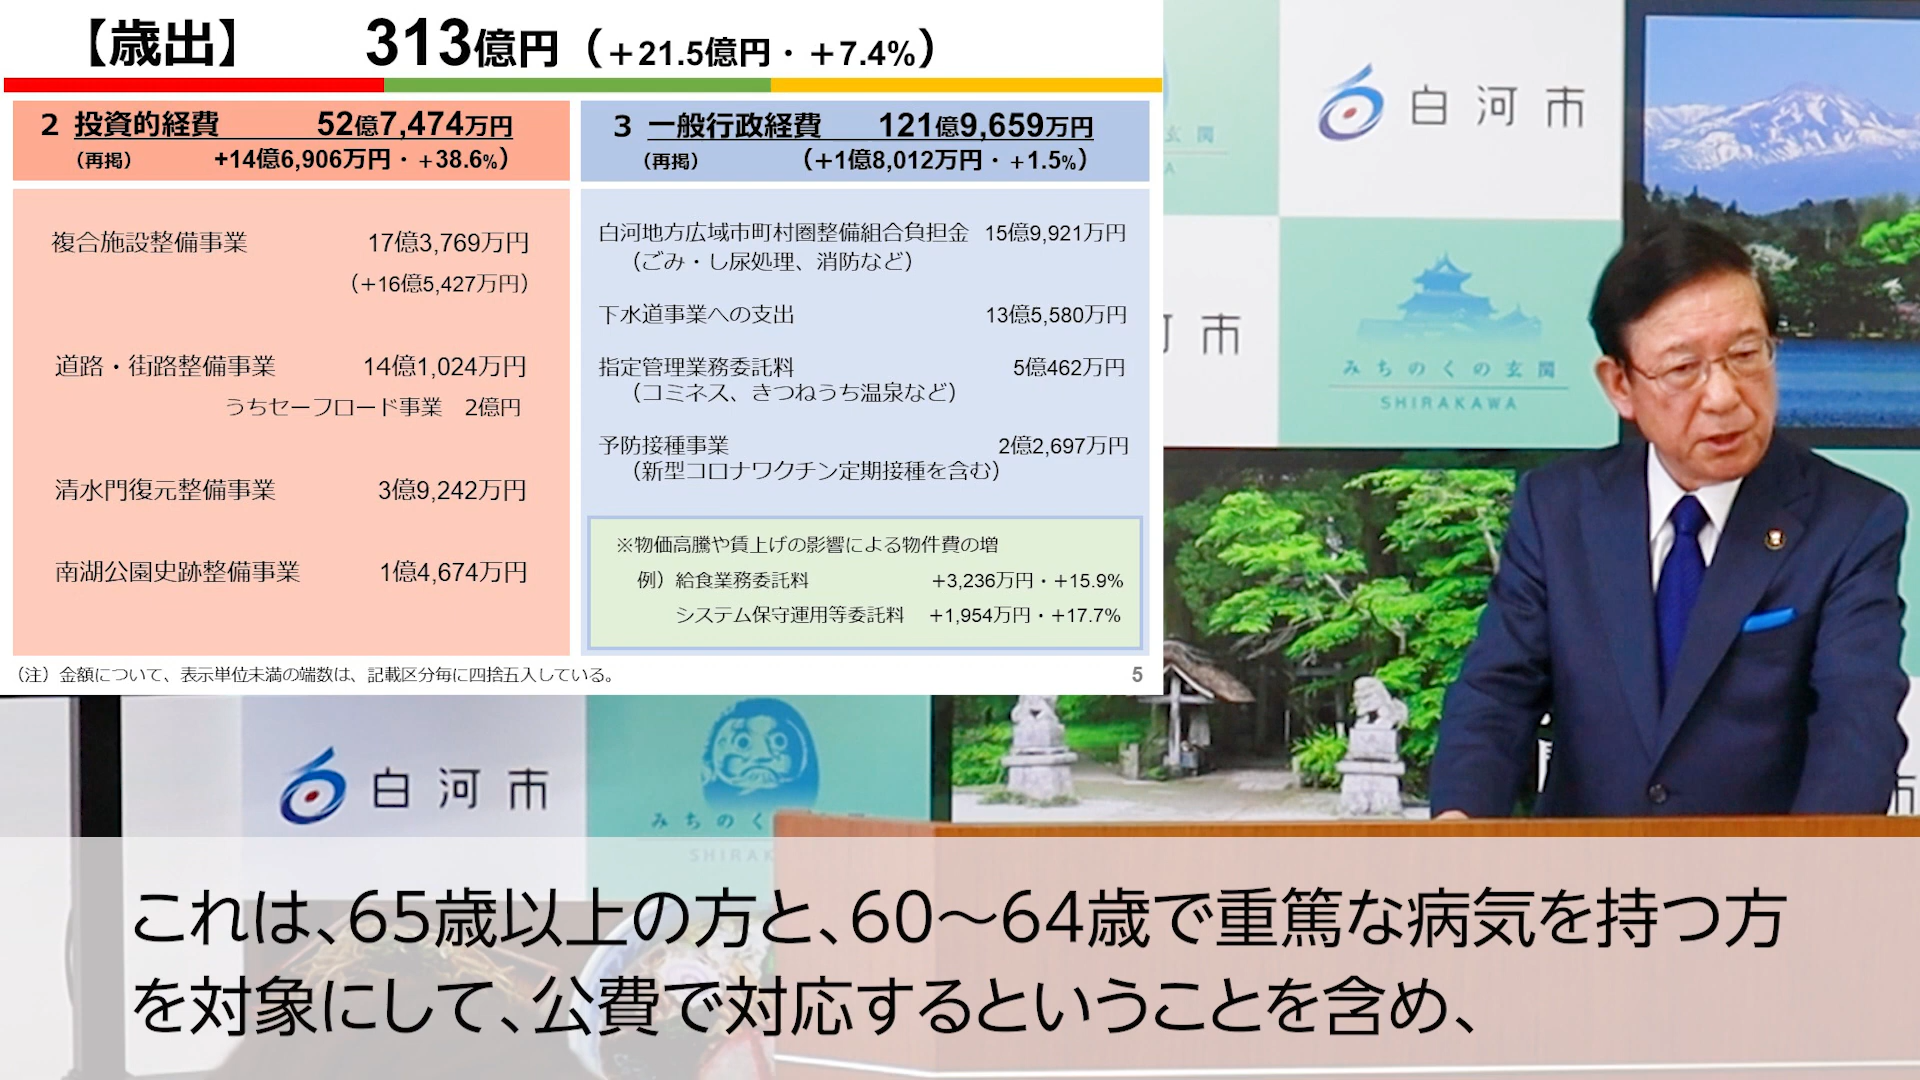 【歳出】 313億円（＋21.5億円・＋7.4%）
2 投資的経費 52億7,474万円
（再掲） +14億6,906万円・＋38.6%）
複合施設整備事業 17億3,769万円
（+16億5,427万円）
道路・街路整備事業 14億1,024万円
うちセーフロード事業 2億円
清水門復元整備事業 3億9,242万円
南湖公園史跡整備事業 1億4,674万円
3 一般行政経費 121億9,659万円
（再掲） （＋1億8,012万円・＋1.5%）
白河地方広域市町村圏整備組合負担金 15億9,921万円
（ごみ・し尿処理、消防など）
下水道事業への支出 13億5,580万円
指定管理業務委託料 5億462万円
（コミネス、きつねうち温泉など）
予防接種事業 2億2,697万円
（新型コロナワクチン定期接種を含む）
※物価高騰や賃上げの影響による物件費の増
例）給食業務委託料 +3,236万円・+15.9%
システム保守運用等委託料 +1,954万円・+17.7%
（注）金額について、表示単位未満の端数は、記載区分毎に四捨五入している。
5
玄関
A
白河市
河市
みちのくの玄関
SHIRAKAWA
白河市
みちのく
SHIRAK
市
これは、65歳以上の方と、60～64歳で重篤な病気を持つ方
を対象にして、公費で対応するということを含め、